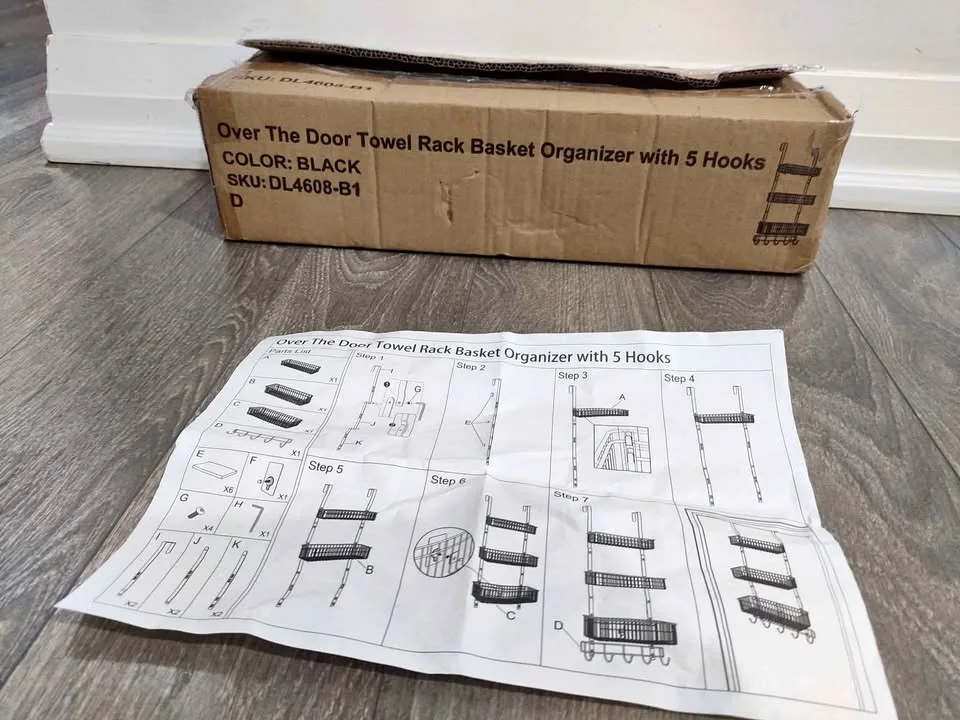 SKU: DL4608-B1
Over The Door Towel Rack Basket Organizer with 5 Hooks
COLOR: BLACK
SKU: DL4608-B1
D
Over The Door Towel Rack Basket Organizer with 5 Hooks
Parts List
A
X1
B
X1
C
X1
D
E
X6
F
X1
G
X4
H
X1
I
X2
J
X2
K
X2
Step 1
I
G
J
K
Step 2
E
Step 3
A
Step 4
Step 5
B
Step 6
C
Step 7
D